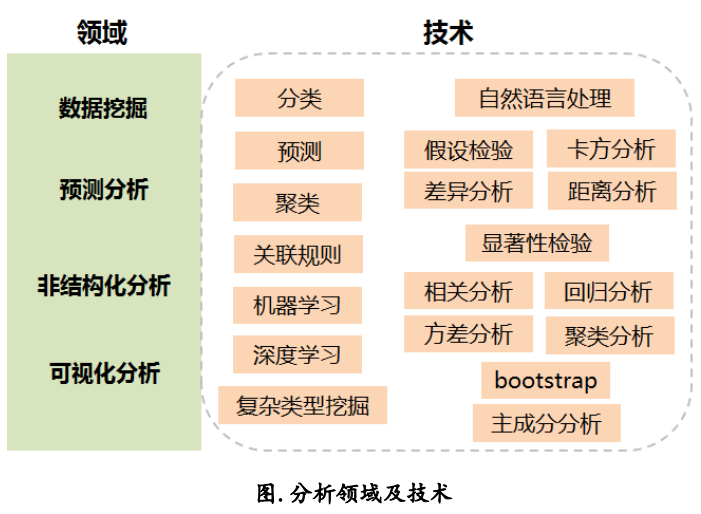 领域
技术
数据挖掘
预测分析
非结构化分析
可视化分析
分类
预测
聚类
关联规则
机器学习
深度学习
复杂类型挖掘
自然语言处理
假设检验
卡方分析
差异分析
距离分析
显著性检验
相关分析
回归分析
方差分析
聚类分析
bootstrap
主成分分析
图.分析领域及技术